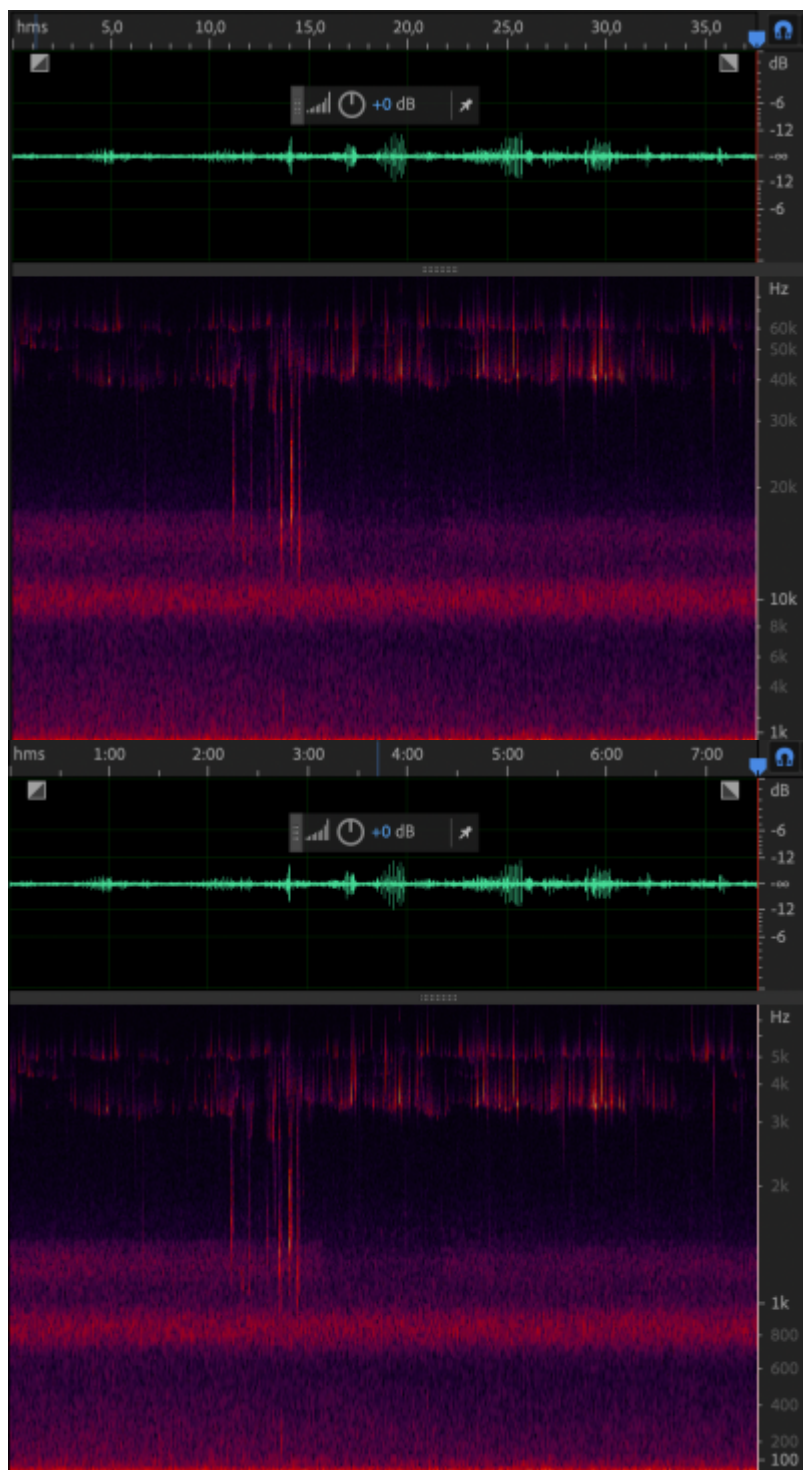 hms 5,0 10,0 15,0 20,0 25,0 30,0 35,0
dB
+0 dB
-6
-12
-∞
-12
-6
Hz
60k
50k
40k
30k
20k
10k
8k
6k
4k
1k
hms 1:00 2:00 3:00 4:00 5:00 6:00 7:00
dB
+0 dB
-6
-12
-∞
-12
-6
Hz
5k
4k
3k
2k
1k
800
600
400
200
100